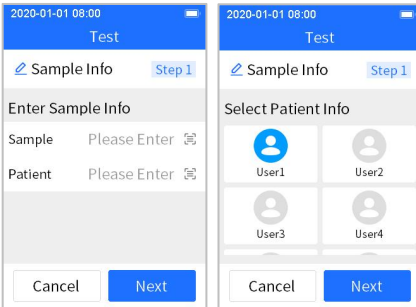 2020-01-01 08:00
Test
Sample Info
Step 1
Enter Sample Info
Sample Please Enter
Patient Please Enter
Cancel Next
2020-01-01 08:00
Test
Sample Info
Step 1
Select Patient Info
User1 User2
User3 User4
Cancel Next